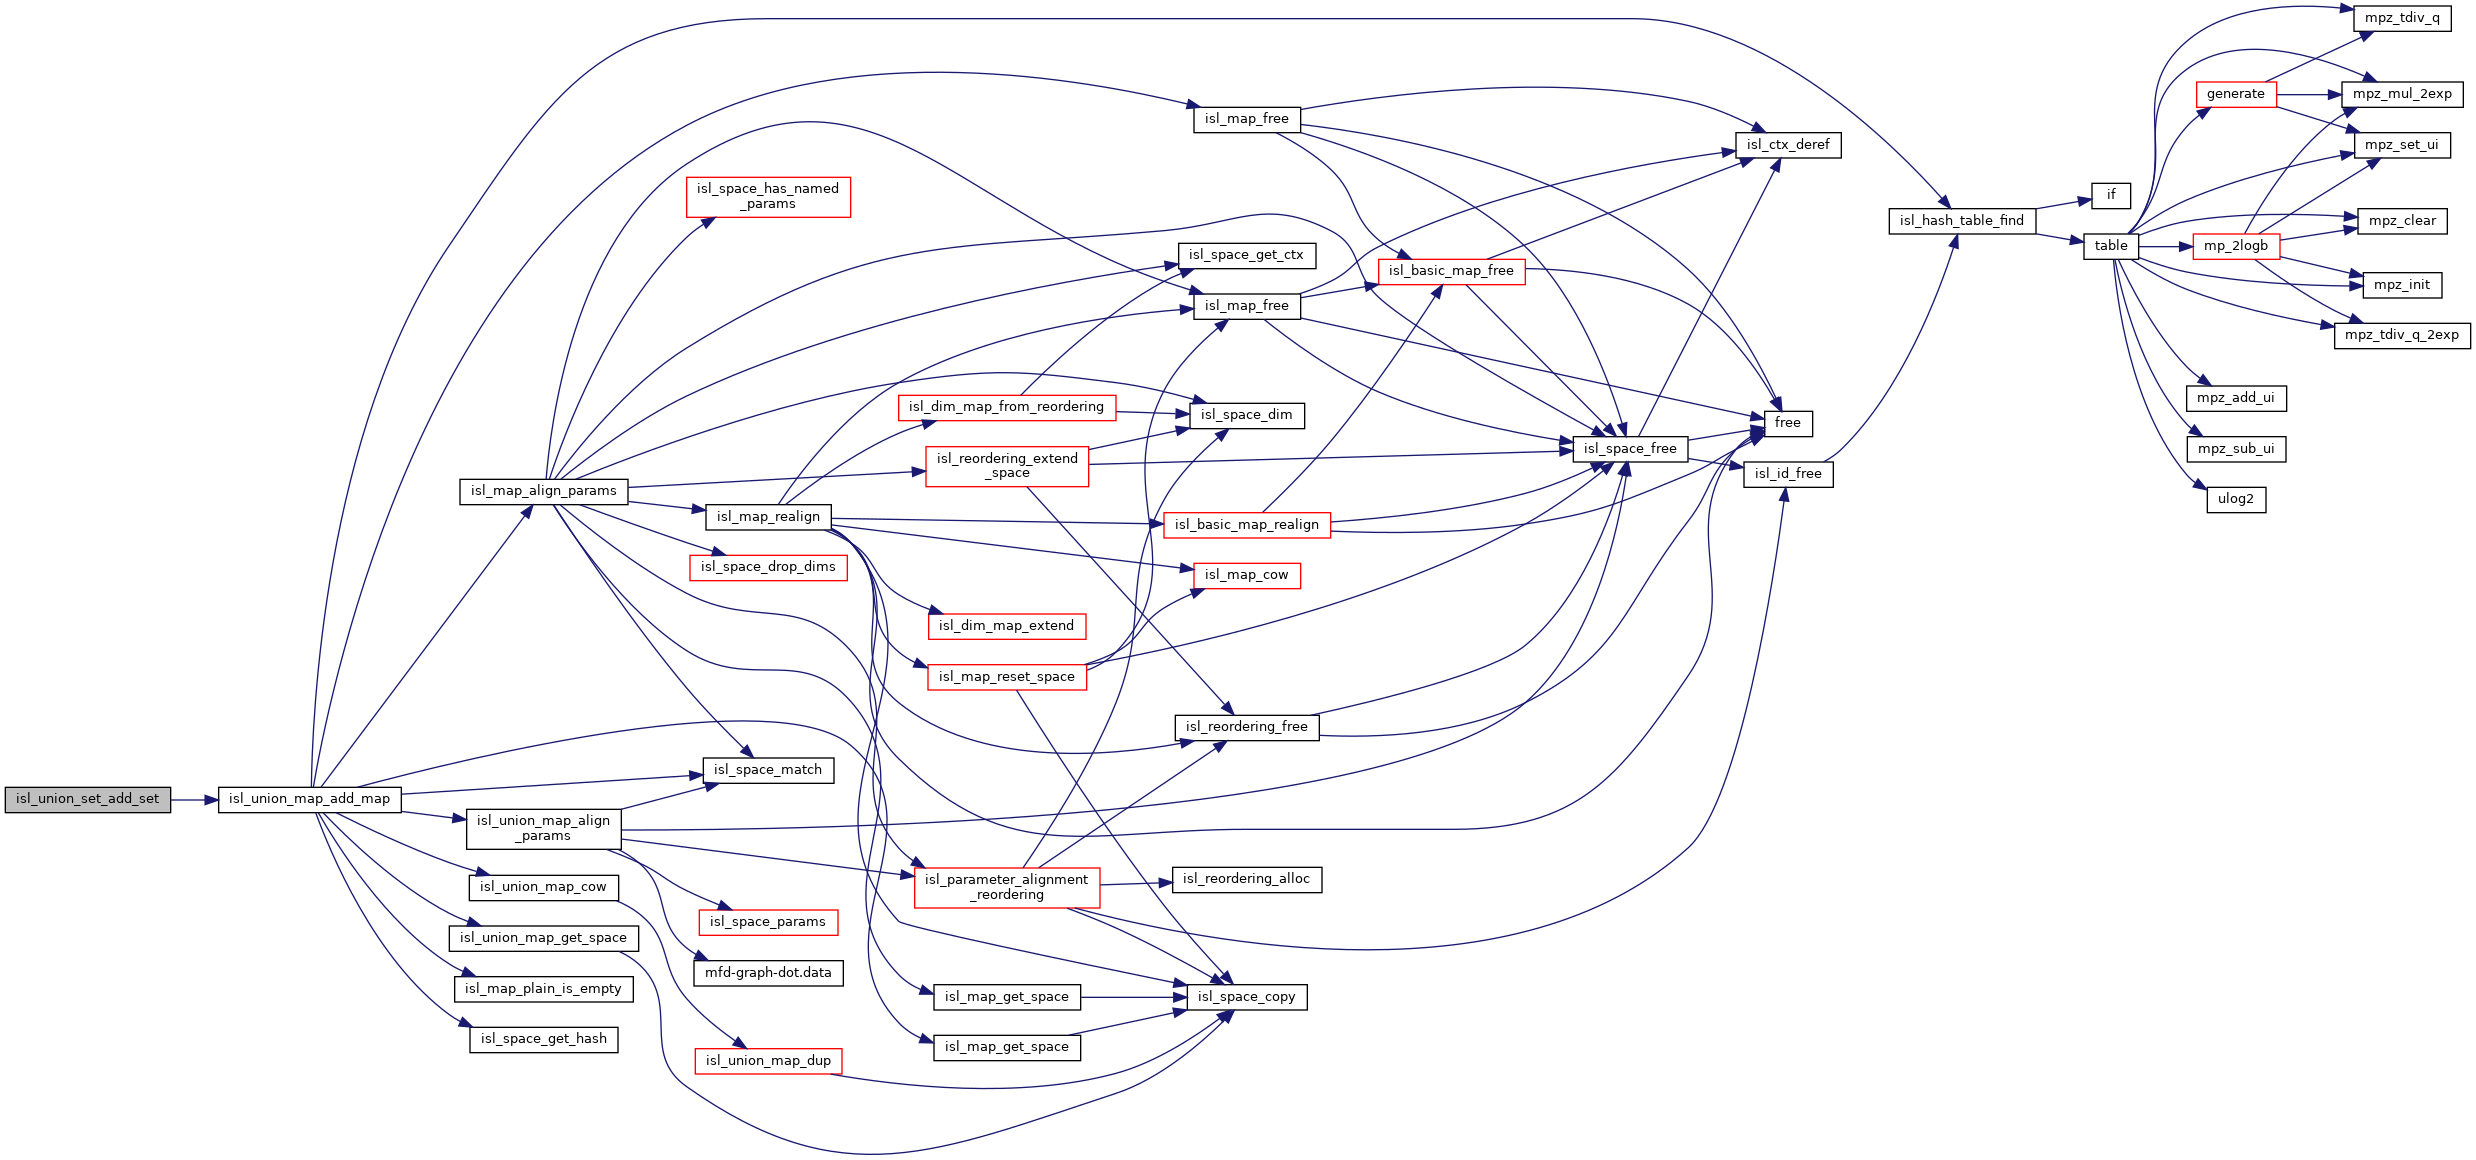 isl_union_set_add_set
isl_union_map_add_map
isl_map_align_params
isl_union_map_align
_params
isl_union_map_cow
isl_union_map_get_space
isl_map_plain_is_empty
isl_space_get_hash
isl_space_has_named
_params
isl_map_realign
isl_space_drop_dims
isl_space_match
isl_space_params
mfd-graph-dot.data
isl_union_map_dup
isl_dim_map_from_reordering
isl_reordering_extend
_space
isl_dim_map_extend
isl_map_reset_space
isl_parameter_alignment
_reordering
isl_map_get_space
isl_map_get_space
isl_map_free
isl_space_get_ctx
isl_map_free
isl_space_dim
isl_basic_map_realign
isl_map_cow
isl_reordering_free
isl_reordering_alloc
isl_space_copy
isl_basic_map_free
isl_space_free
isl_ctx_deref
free
isl_id_free
isl_hash_table_find
if
table
generate
mp_2logb
mpz_add_ui
mpz_sub_ui
ulog2
mpz_tdiv_q
mpz_mul_2exp
mpz_set_ui
mpz_clear
mpz_init
mpz_tdiv_q_2exp